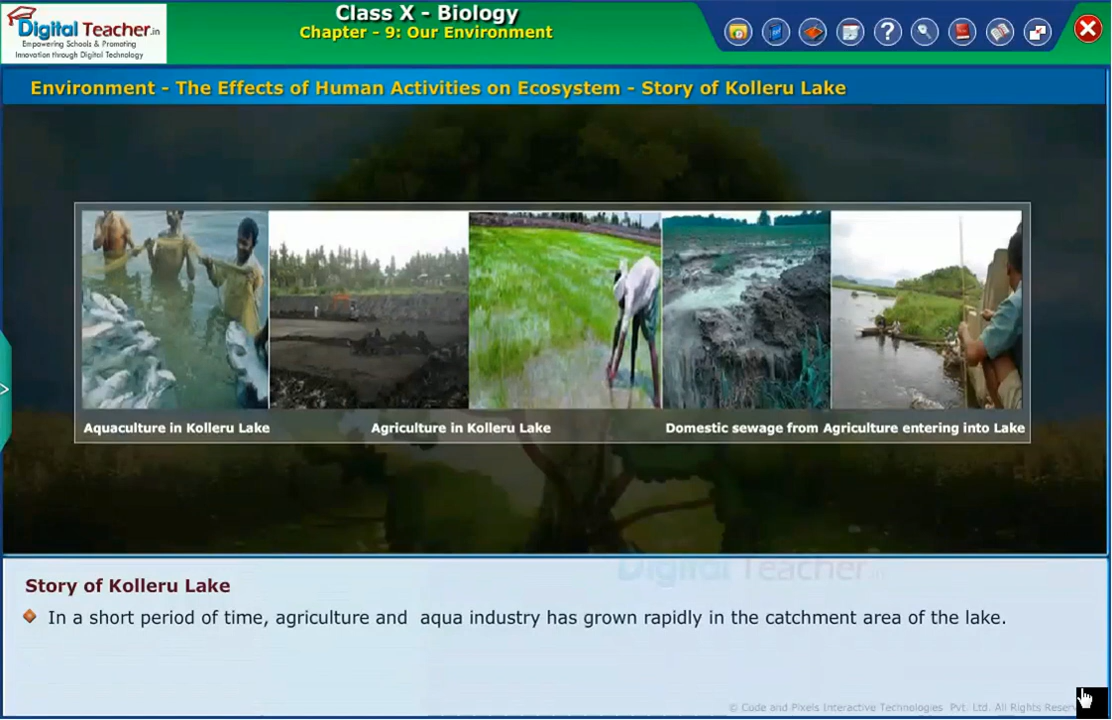 Digital Teacher.in
Empowering Schools & Promoting
Innovation through Digital Technology
Class X - Biology
Chapter - 9: Our Environment
Environment - The Effects of Human Activities on Ecosystem - Story of Kolleru Lake
Aquaculture in Kolleru Lake
Agriculture in Kolleru Lake
Domestic sewage from Agriculture entering into Lake
Digital Teacher.in
Story of Kolleru Lake
In a short period of time, agriculture and aqua industry has grown rapidly in the catchment area of the lake.
© Code and Pixels Interactive Technologies Pvt. Ltd. All Rights